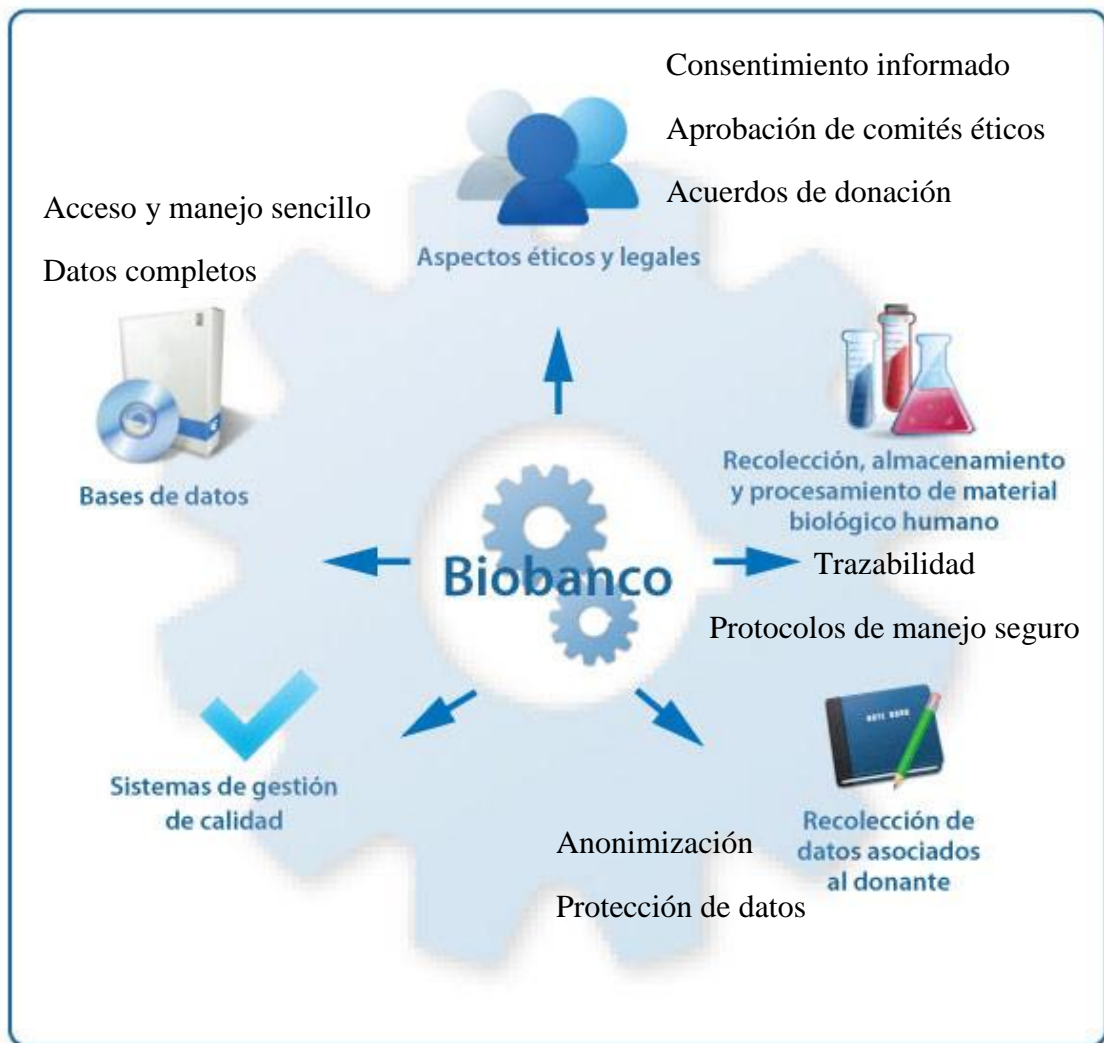 Consentimiento informado
Aprobación de comités éticos
Acuerdos de donación
Aspectos éticos y legales
Acceso y manejo sencillo
Datos completos
Bases de datos
Recolección, almacenamiento
y procesamiento de material
biológico humano
Trazabilidad
Protocolos de manejo seguro
Biobanco
Sistemas de gestión
de calidad
NOTE BOOK
Recolección de
datos asociados
al donante
Anonimización
Protección de datos